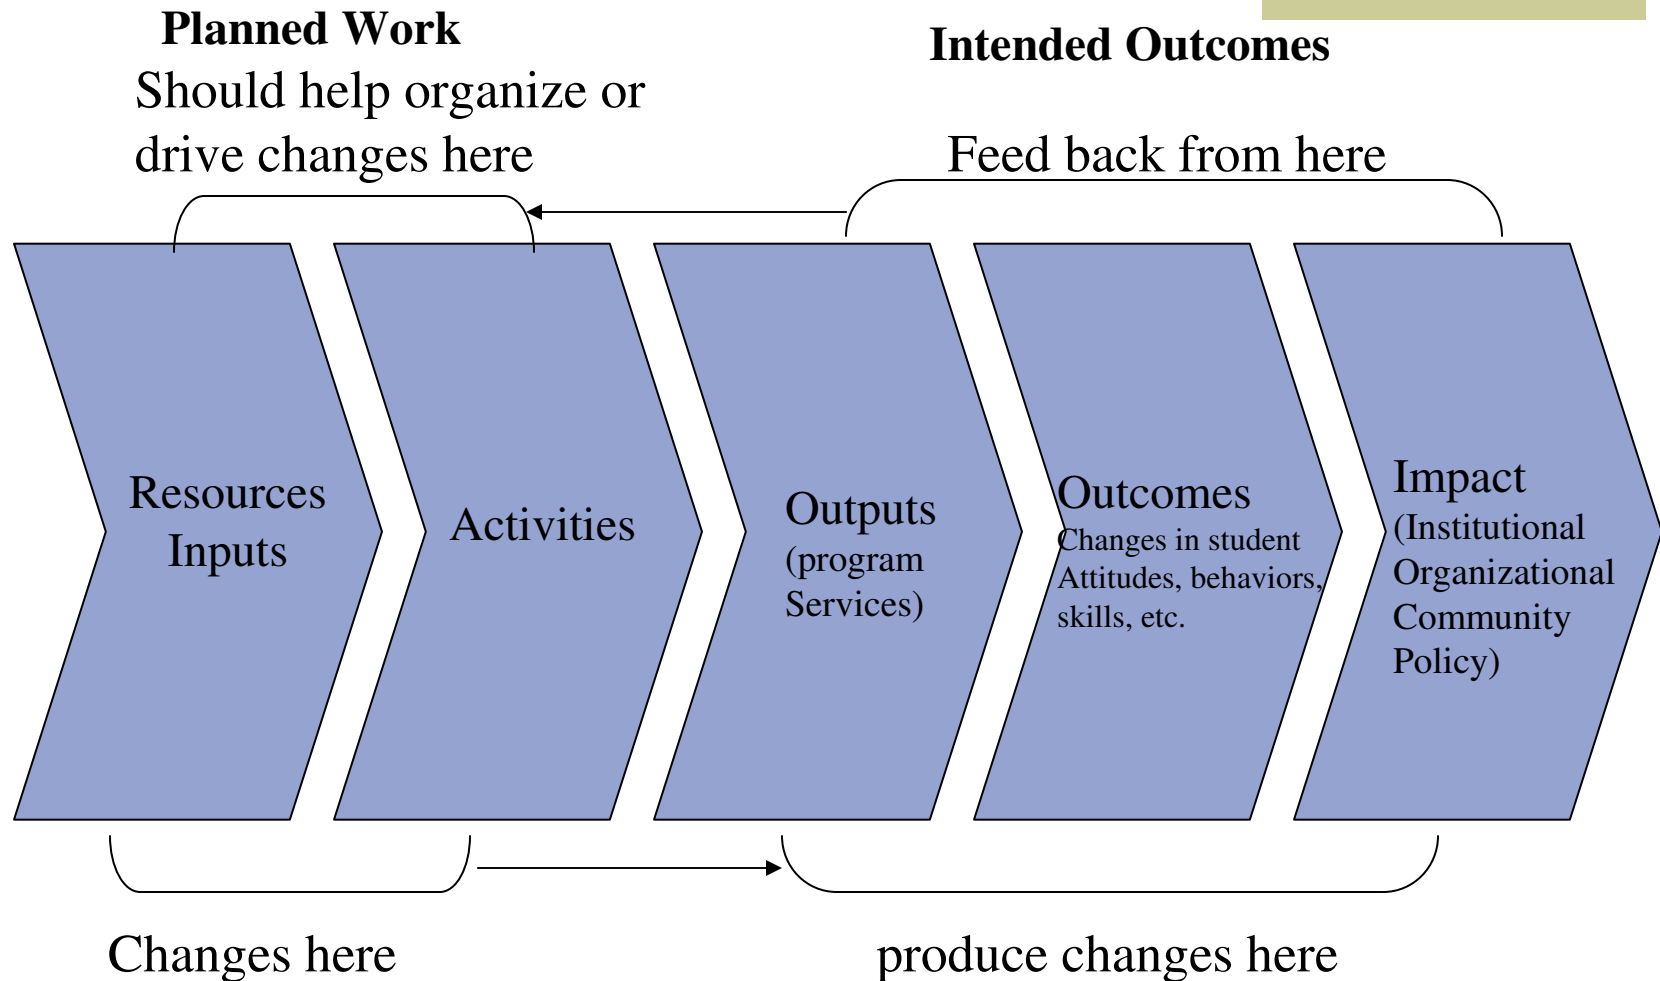 Planned Work
Should help organize or
drive changes here
Intended Outcomes
Feed back from here
Resources
Inputs
Activities
Outputs
(program
Services)
Outcomes
Changes in student
Attitudes, behaviors,
skills, etc.
Impact
(Institutional
Organizational
Community
Policy)
Changes here
produce changes here